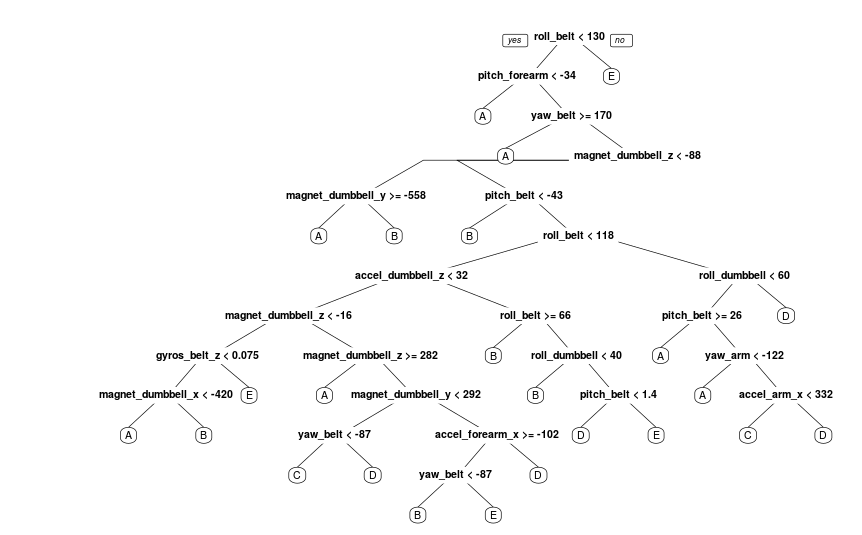 yes roll_belt < 130 no
pitch_forearm < -34 E
A yaw_belt >= 170
A magnet_dumbbell_z < -88
magnet_dumbbell_y >= -558 pitch_belt < -43
A B B roll_belt < 118
accel_dumbbell_z < 32 roll_dumbbell < 60
magnet_dumbbell_z < -16 roll_belt >= 66 pitch_belt >= 26 D
gyros_belt_z < 0.075 magnet_dumbbell_z >= 282 B roll_dumbbell < 40 A yaw_arm < -122
magnet_dumbbell_x < -420 E A magnet_dumbbell_y < 292 B pitch_belt < 1.4 A accel_arm_x < 332
A B yaw_belt < -87 accel_forearm_x >= -102 D E C D
C D yaw_belt < -87 D
B E